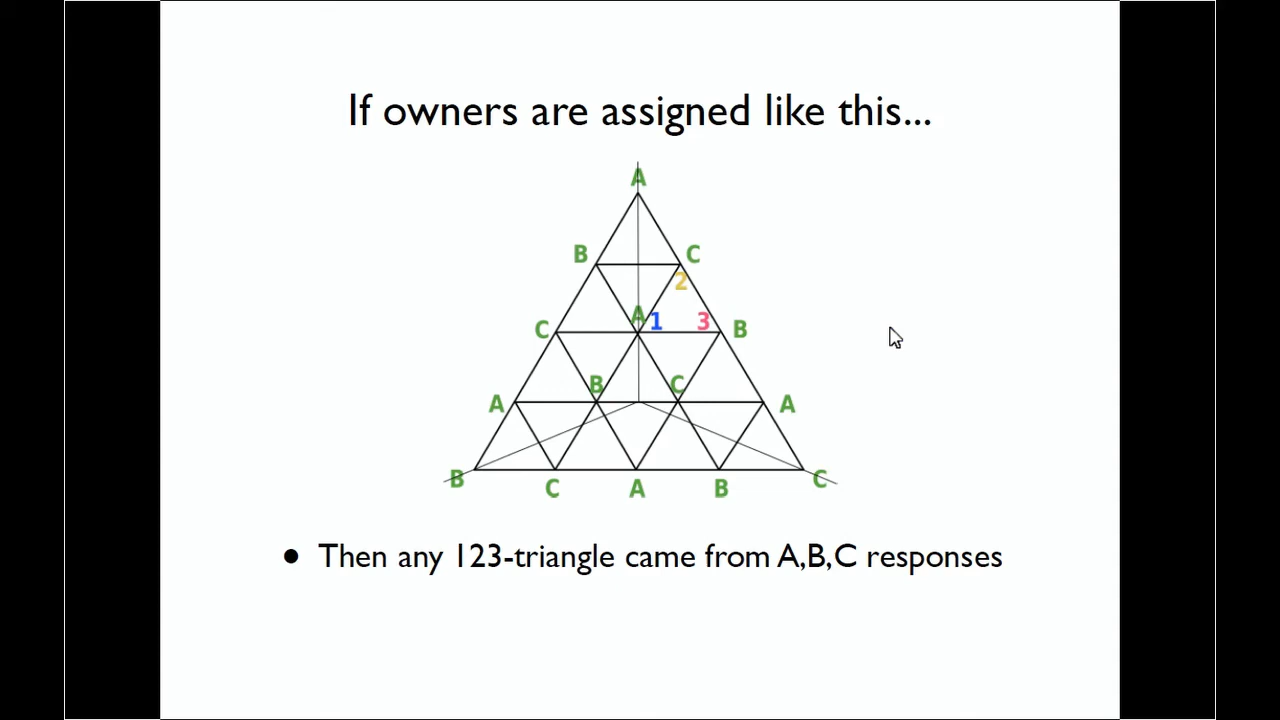 If owners are assigned like this...
A
B C
2
A 1 3
C B
B C
A A
B C
C A B
● Then any 123-triangle came from A,B,C responses